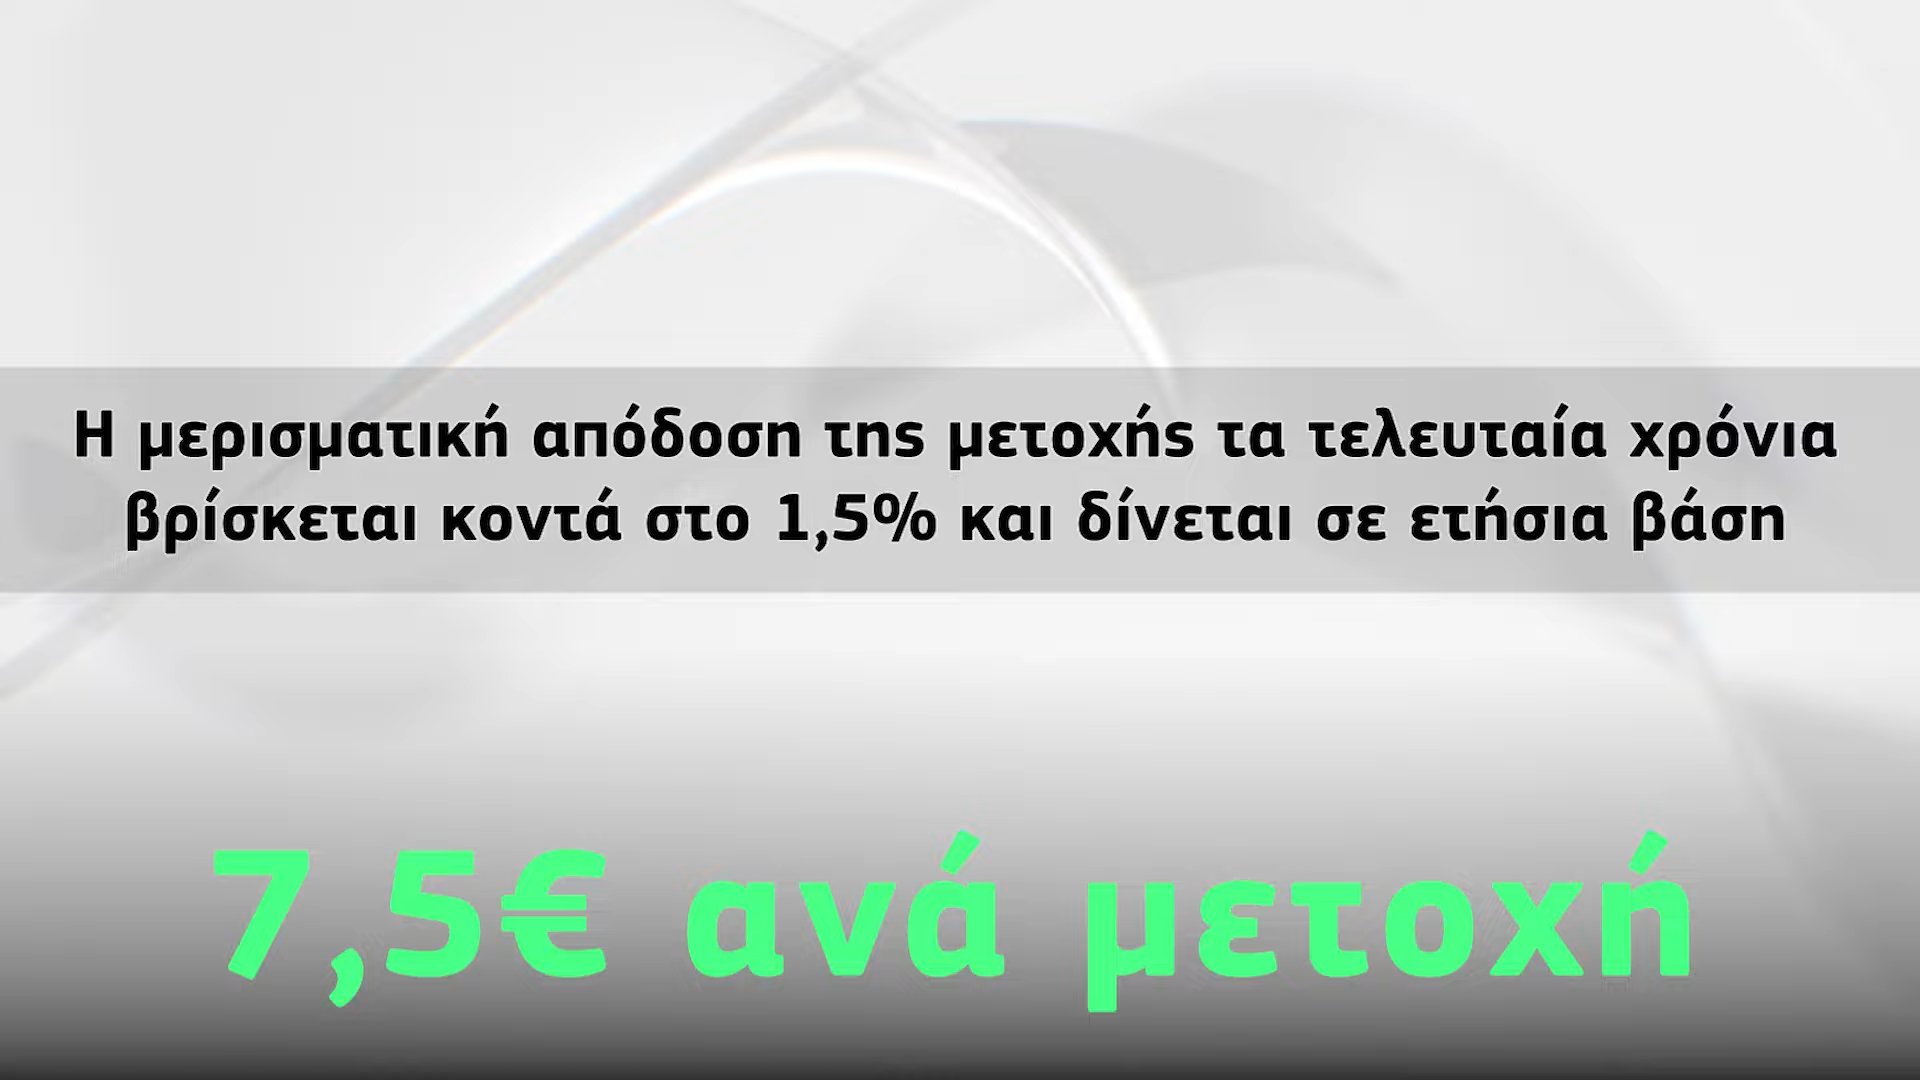 Η μερισματική απόδοση της μετοχής τα τελευταία χρόνια
βρίσκεται κοντά στο 1,5% και δίνεται σε ετήσια βάση
7,5€ ανά μετοχή